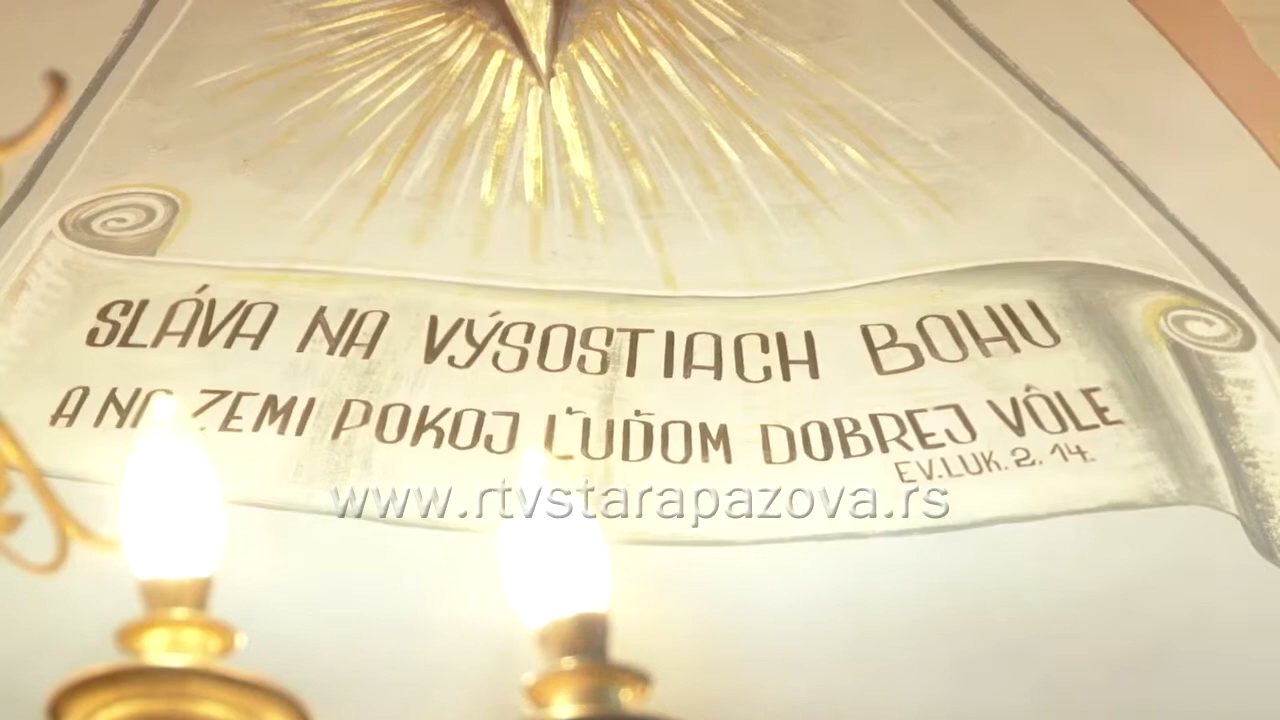 SLÁVA NA VÝSOSTIACH BOHU
A NA ZEMI POKOJ ĽUĎOM DOBREJ VÔLE
EV.LUK. 2. 14.
www.rtvstarapazova.rs